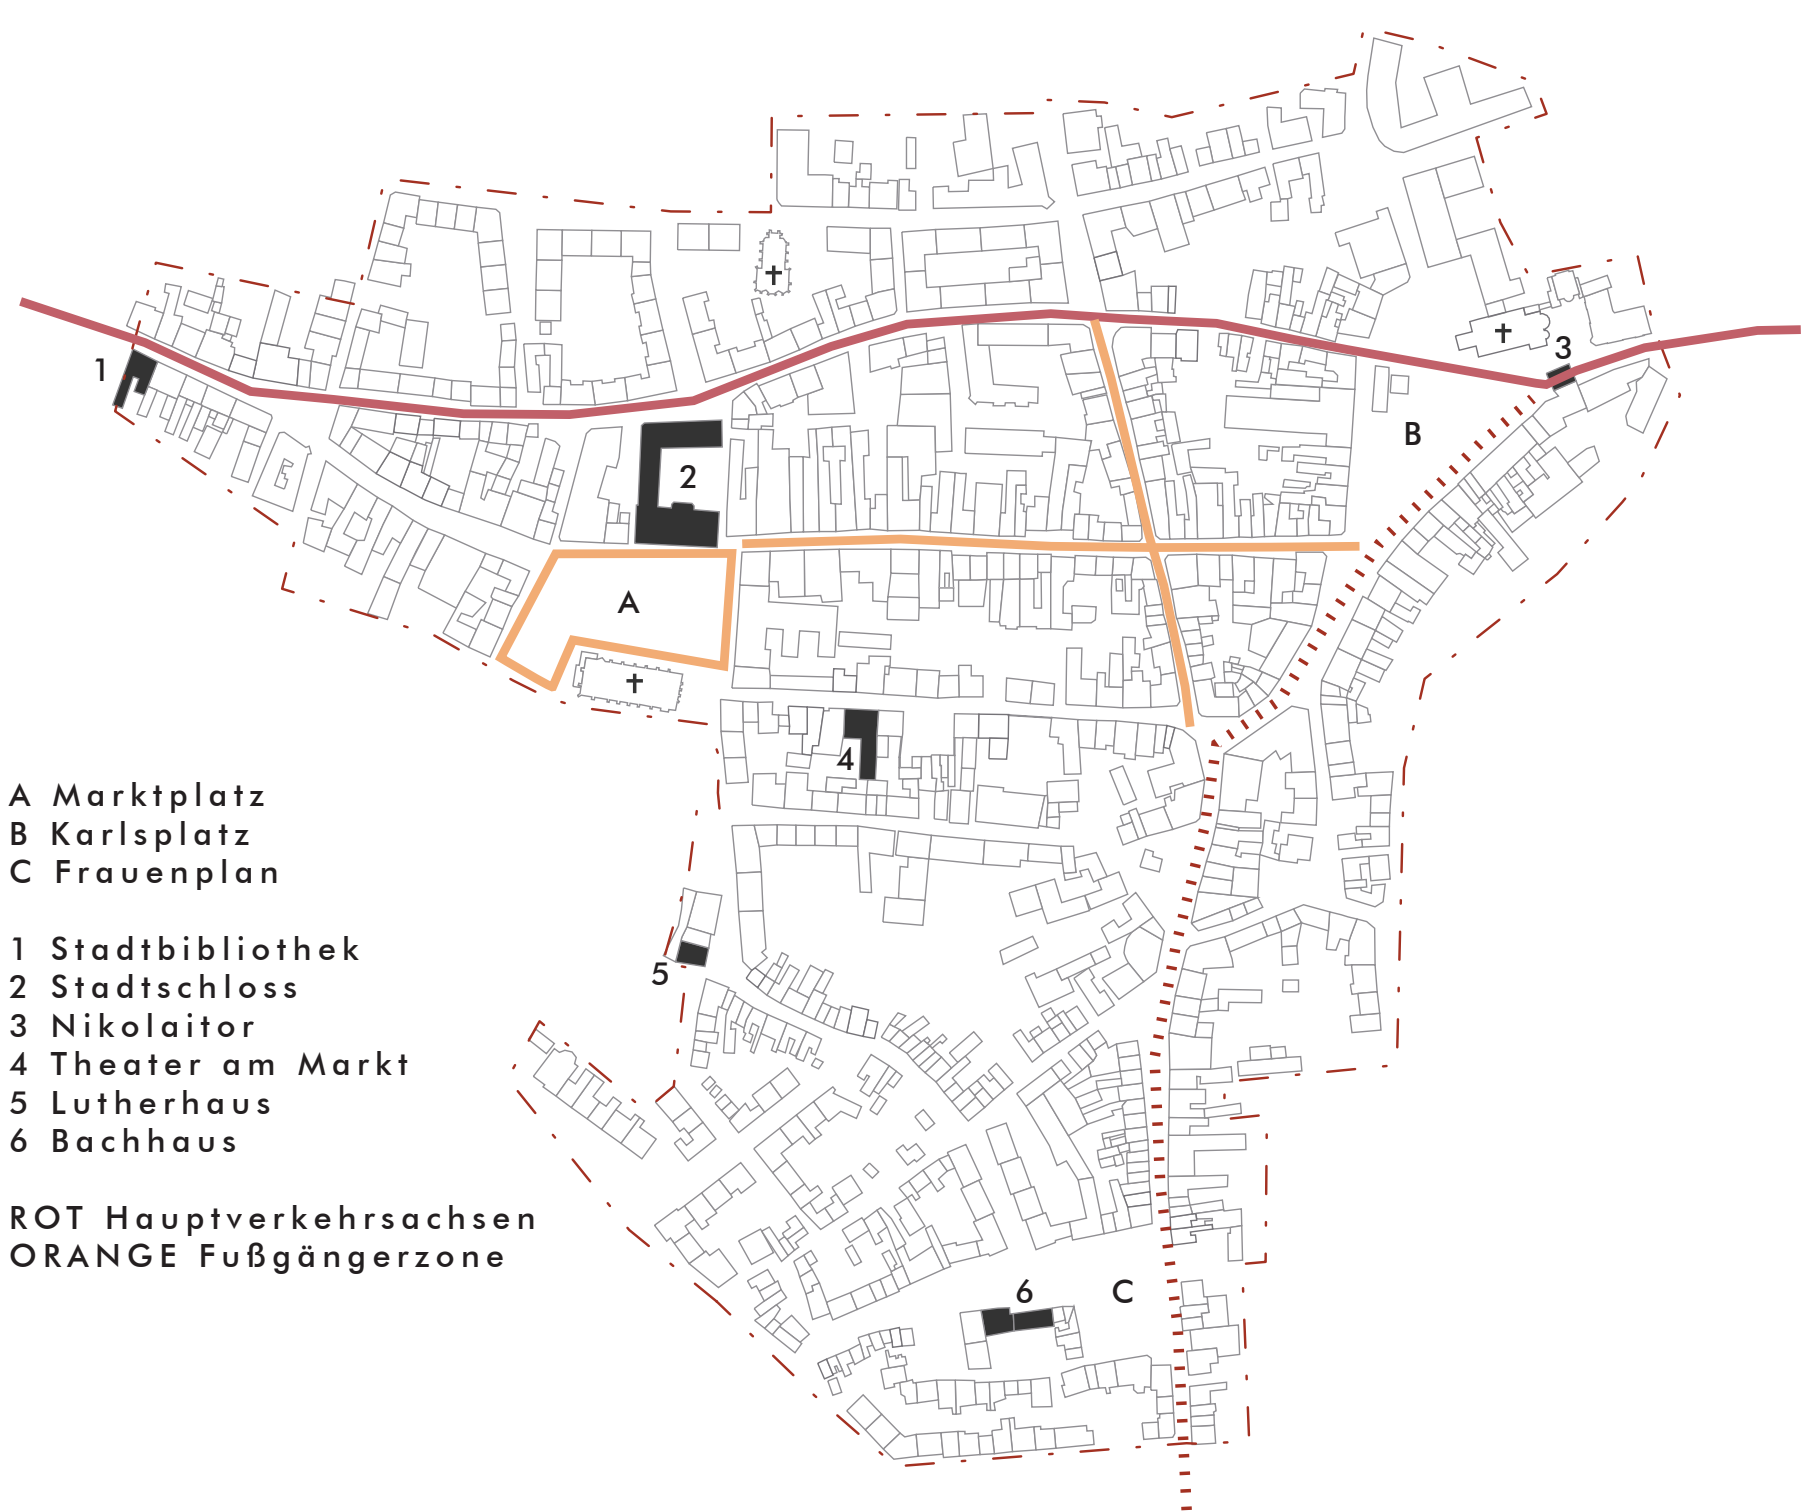 1
3
B
2
A
4
5
6
C
A Marktplatz
B Karlsplatz
C Frauenplan
1 Stadtbibliothek
2 Stadtschloss
3 Nikolaitor
4 Theater am Markt
5 Lutherhaus
6 Bachhaus
ROT Hauptverkehrsachsen
ORANGE Fußgängerzone